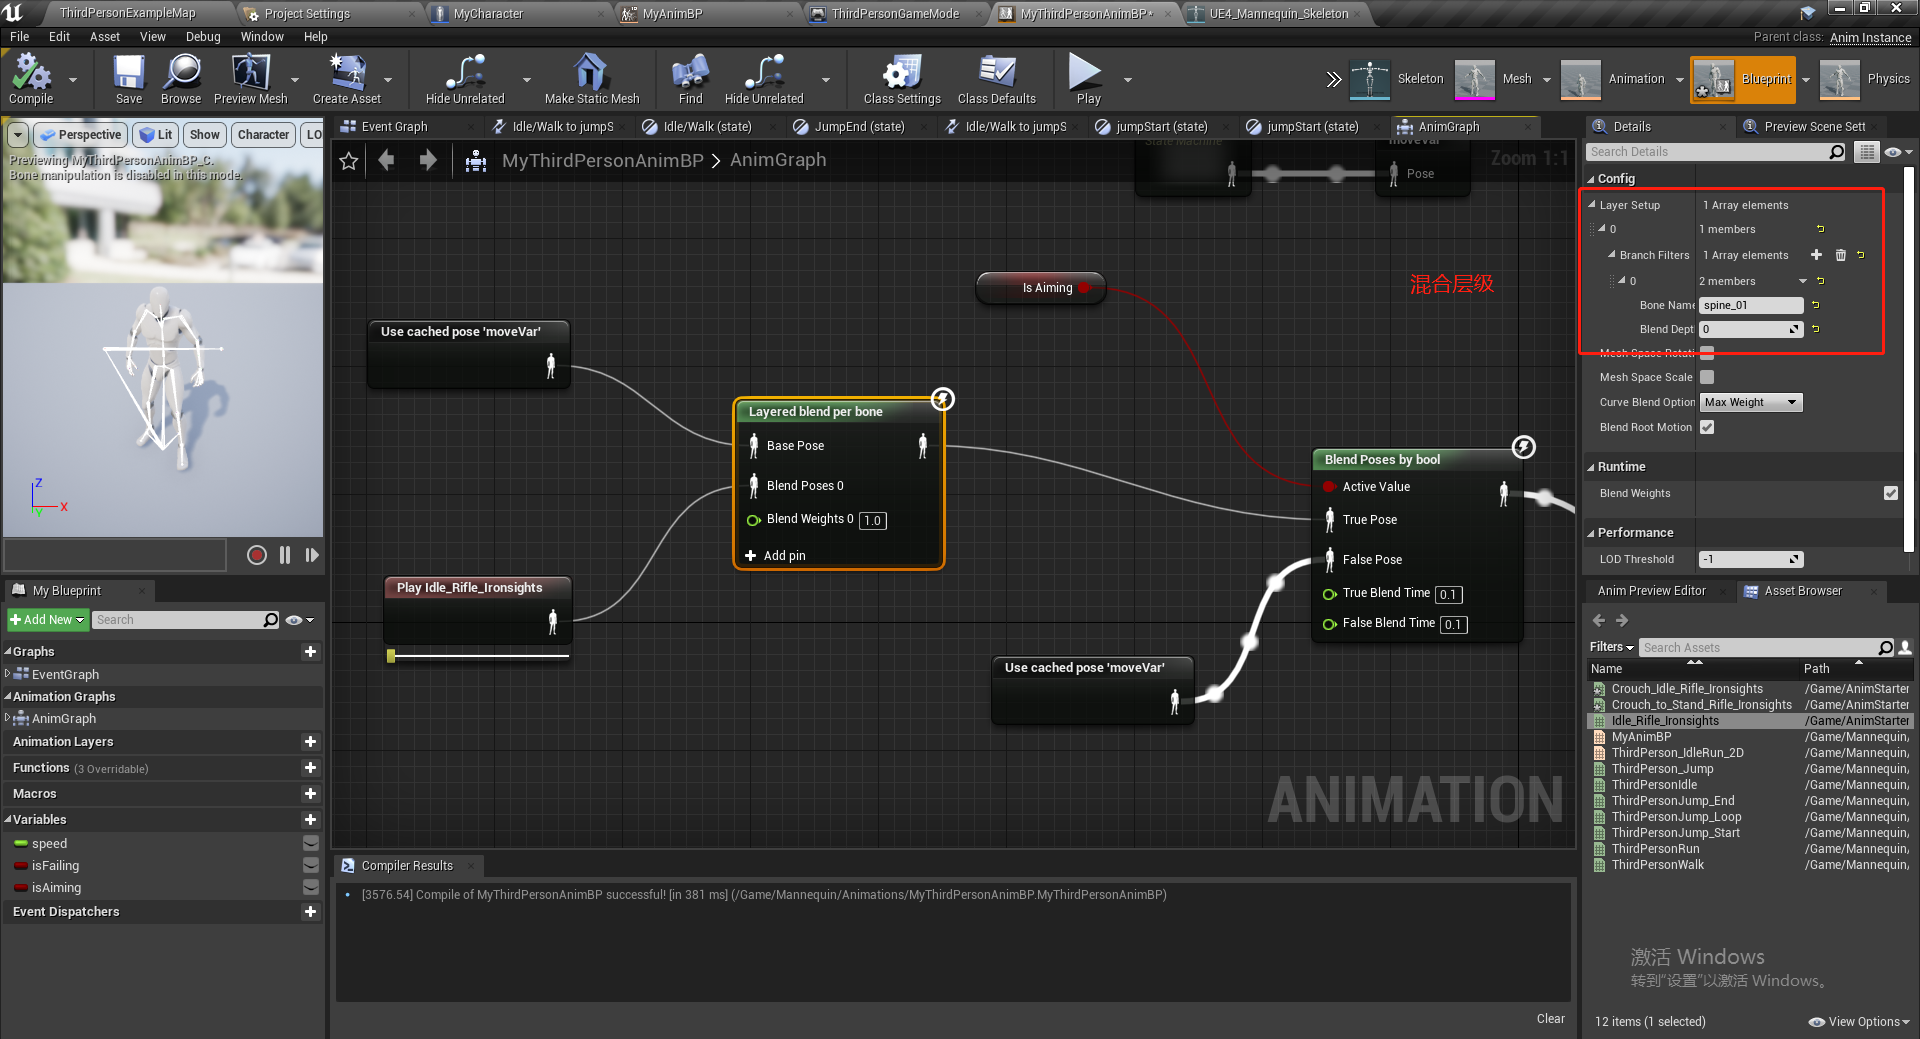 ThirdPersonExampleMap
Project Settings
MyCharacter
MyAnimBP
ThirdPersonGameMode
MyThirdPersonAnimBP*
UE4_Mannequin_Skeleton
File Edit Asset View Debug Window Help
Parent class: Anim Instance
Compile
Save
Browse
Preview Mesh
Create Asset
Hide Unrelated
Make Static Mesh
Find
Hide Unrelated
Class Settings
Class Defaults
Play
Skeleton
Mesh
Animation
Blueprint
Physics
Perspective
Lit
Show
Character
LO
Previewing MyThirdPersonAnimBP_C.
Bone manipulation is disabled in this mode.
Z
X
Y
Event Graph
Idle/Walk to jumpS
Idle/Walk (state)
JumpEnd (state)
Idle/Walk to jumpS
jumpStart (state)
jumpStart (state)
AnimGraph
MyThirdPersonAnimBP > AnimGraph
Zoom 1:1
State Machine
moveVar
Pose
Is Aiming
混合层级
Use cached pose 'moveVar'
Layered blend per bone
Base Pose
Blend Poses 0
Blend Weights 0 1.0
Add pin
Play Idle_Rifle_Ironsights
Blend Poses by bool
Active Value
True Pose
False Pose
True Blend Time 0.1
False Blend Time 0.1
Use cached pose 'moveVar'
ANIMATION
My Blueprint
Add New
Search
Graphs
EventGraph
Animation Graphs
AnimGraph
Animation Layers
Functions (3 Overridable)
Macros
Variables
speed
isFailing
isAiming
Event Dispatchers
Compiler Results
[3576.54] Compile of MyThirdPersonAnimBP successful! [in 381 ms] (/Game/Mannequin/Animations/MyThirdPersonAnimBP.MyThirdPersonAnimBP)
Clear
Details
Preview Scene Sett
Search Details
Config
Layer Setup 1 Array elements
0 1 members
Branch Filters 1 Array elements
0 2 members
Bone Name spine_01
Blend Dept 0
Mesh Space Rotati
Mesh Space Scale
Curve Blend Option Max Weight
Blend Root Motion
Runtime
Blend Weights
Performance
LOD Threshold -1
Anim Preview Editor
Asset Browser
Filters
Search Assets
Name Path
Crouch_Idle_Rifle_Ironsights /Game/AnimStarter
Crouch_to_Stand_Rifle_Ironsights /Game/AnimStarter
Idle_Rifle_Ironsights /Game/AnimStarter
MyAnimBP /Game/Mannequin/
ThirdPerson_IdleRun_2D /Game/Mannequin/
ThirdPerson_Jump /Game/Mannequin/
ThirdPersonIdle /Game/Mannequin/
ThirdPersonJump_End /Game/Mannequin/
ThirdPersonJump_Loop /Game/Mannequin/
ThirdPersonJump_Start /Game/Mannequin/
ThirdPersonRun /Game/Mannequin/
ThirdPersonWalk /Game/Mannequin/
激活 Windows
转到"设置"以激活 Windows。
12 items (1 selected)
View Options